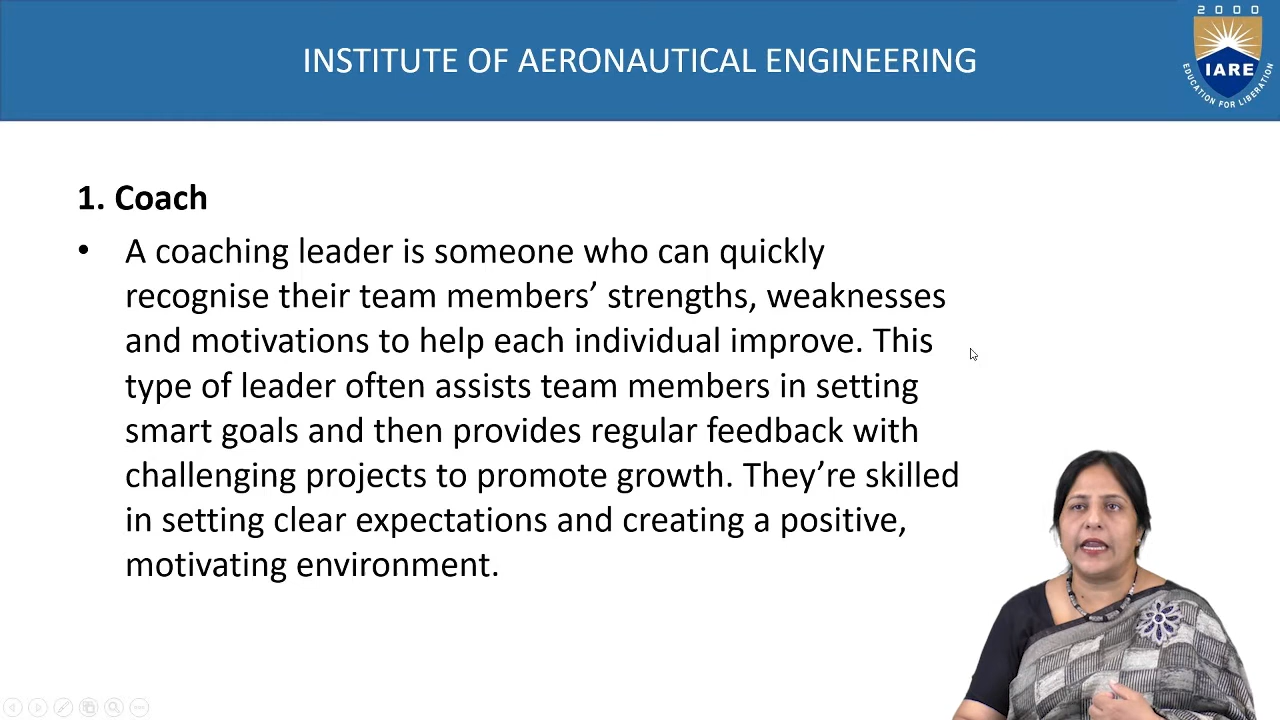 INSTITUTE OF AERONAUTICAL ENGINEERING
2000
IARE
EDUCATION FOR LIBERATION
1. Coach
• A coaching leader is someone who can quickly
recognise their team members’ strengths, weaknesses
and motivations to help each individual improve. This
type of leader often assists team members in setting
smart goals and then provides regular feedback with
challenging projects to promote growth. They’re skilled
in setting clear expectations and creating a positive,
motivating environment.